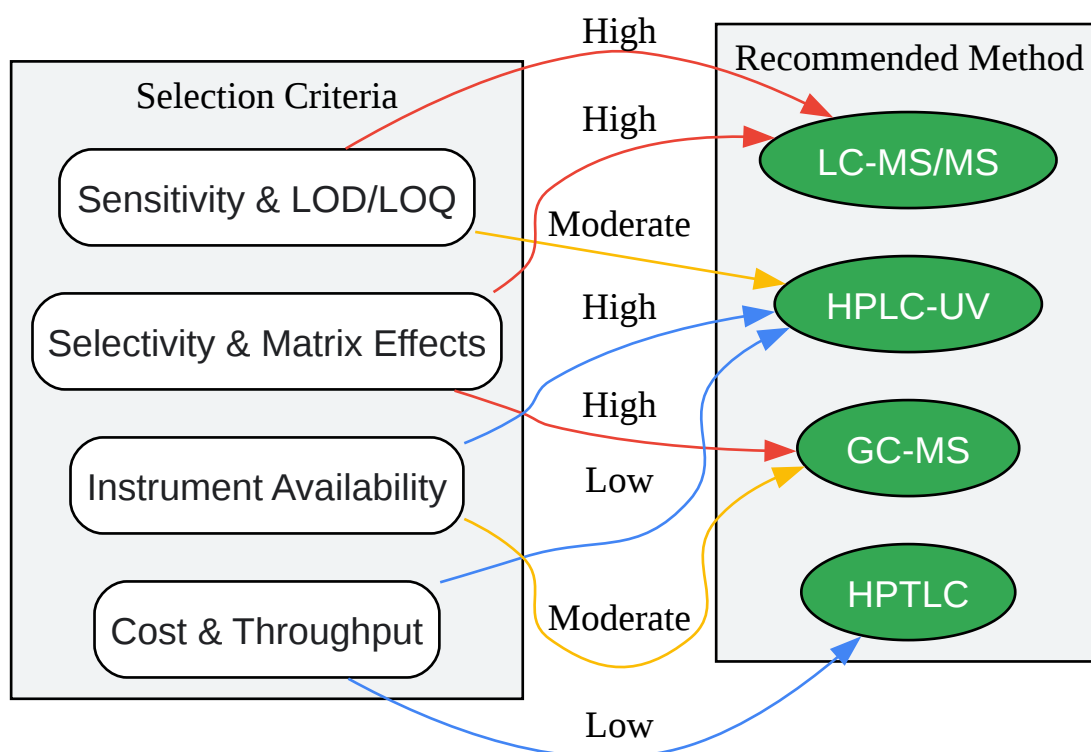 Selection Criteria
Sensitivity & LOD/LOQ
Selectivity & Matrix Effects
Instrument Availability
Cost & Throughput
High
High
Moderate
High
High
Low
Moderate
Low
Recommended Method
LC-MS/MS
HPLC-UV
GC-MS
HPTLC